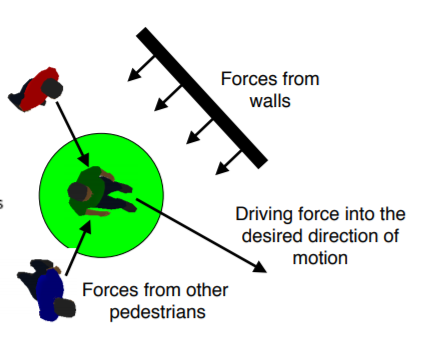 Forces from
walls
Driving force into the
desired direction of
motion
Forces from other
pedestrians